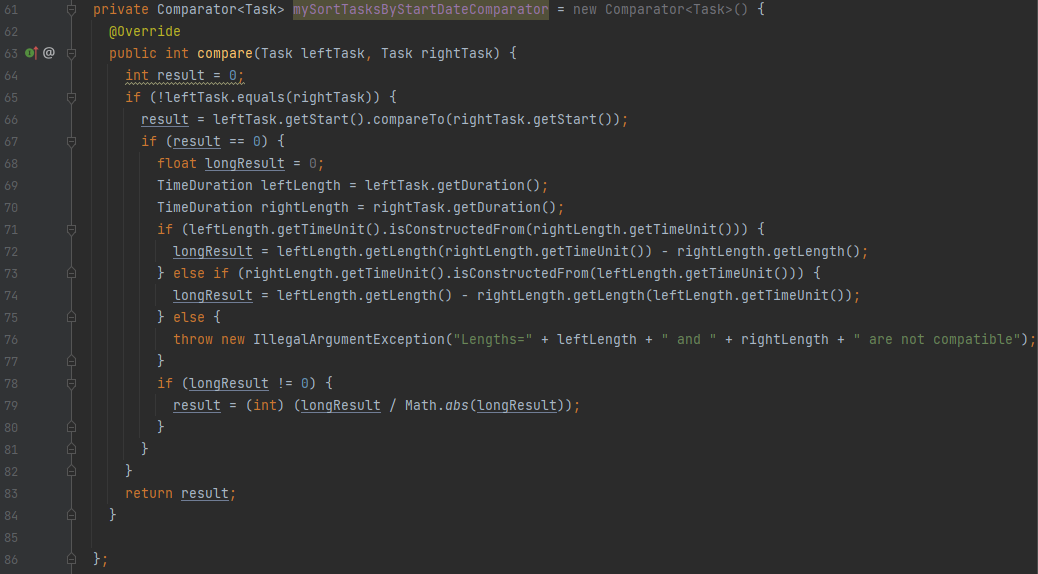 61 private Comparator<Task> mySortTasksByStartDateComparator = new Comparator<Task>() {
62 @Override
63 @ public int compare(Task leftTask, Task rightTask) {
64 int result = 0;
65 if (!leftTask.equals(rightTask)) {
66 result = leftTask.getStart().compareTo(rightTask.getStart());
67 if (result == 0) {
68 float longResult = 0;
69 TimeDuration leftLength = leftTask.getDuration();
70 TimeDuration rightLength = rightTask.getDuration();
71 if (leftLength.getTimeUnit().isConstructedFrom(rightLength.getTimeUnit())) {
72 longResult = leftLength.getLength(rightLength.getTimeUnit()) - rightLength.getLength();
73 } else if (rightLength.getTimeUnit().isConstructedFrom(leftLength.getTimeUnit())) {
74 longResult = leftLength.getLength() - rightLength.getLength(leftLength.getTimeUnit());
75 } else {
76 throw new IllegalArgumentException("Lengths=" + leftLength + " and " + rightLength + " are not compatible");
77 }
78 if (longResult != 0) {
79 result = (int) (longResult / Math.abs(longResult));
80 }
81 }
82 }
83 return result;
84 }
85
86 };